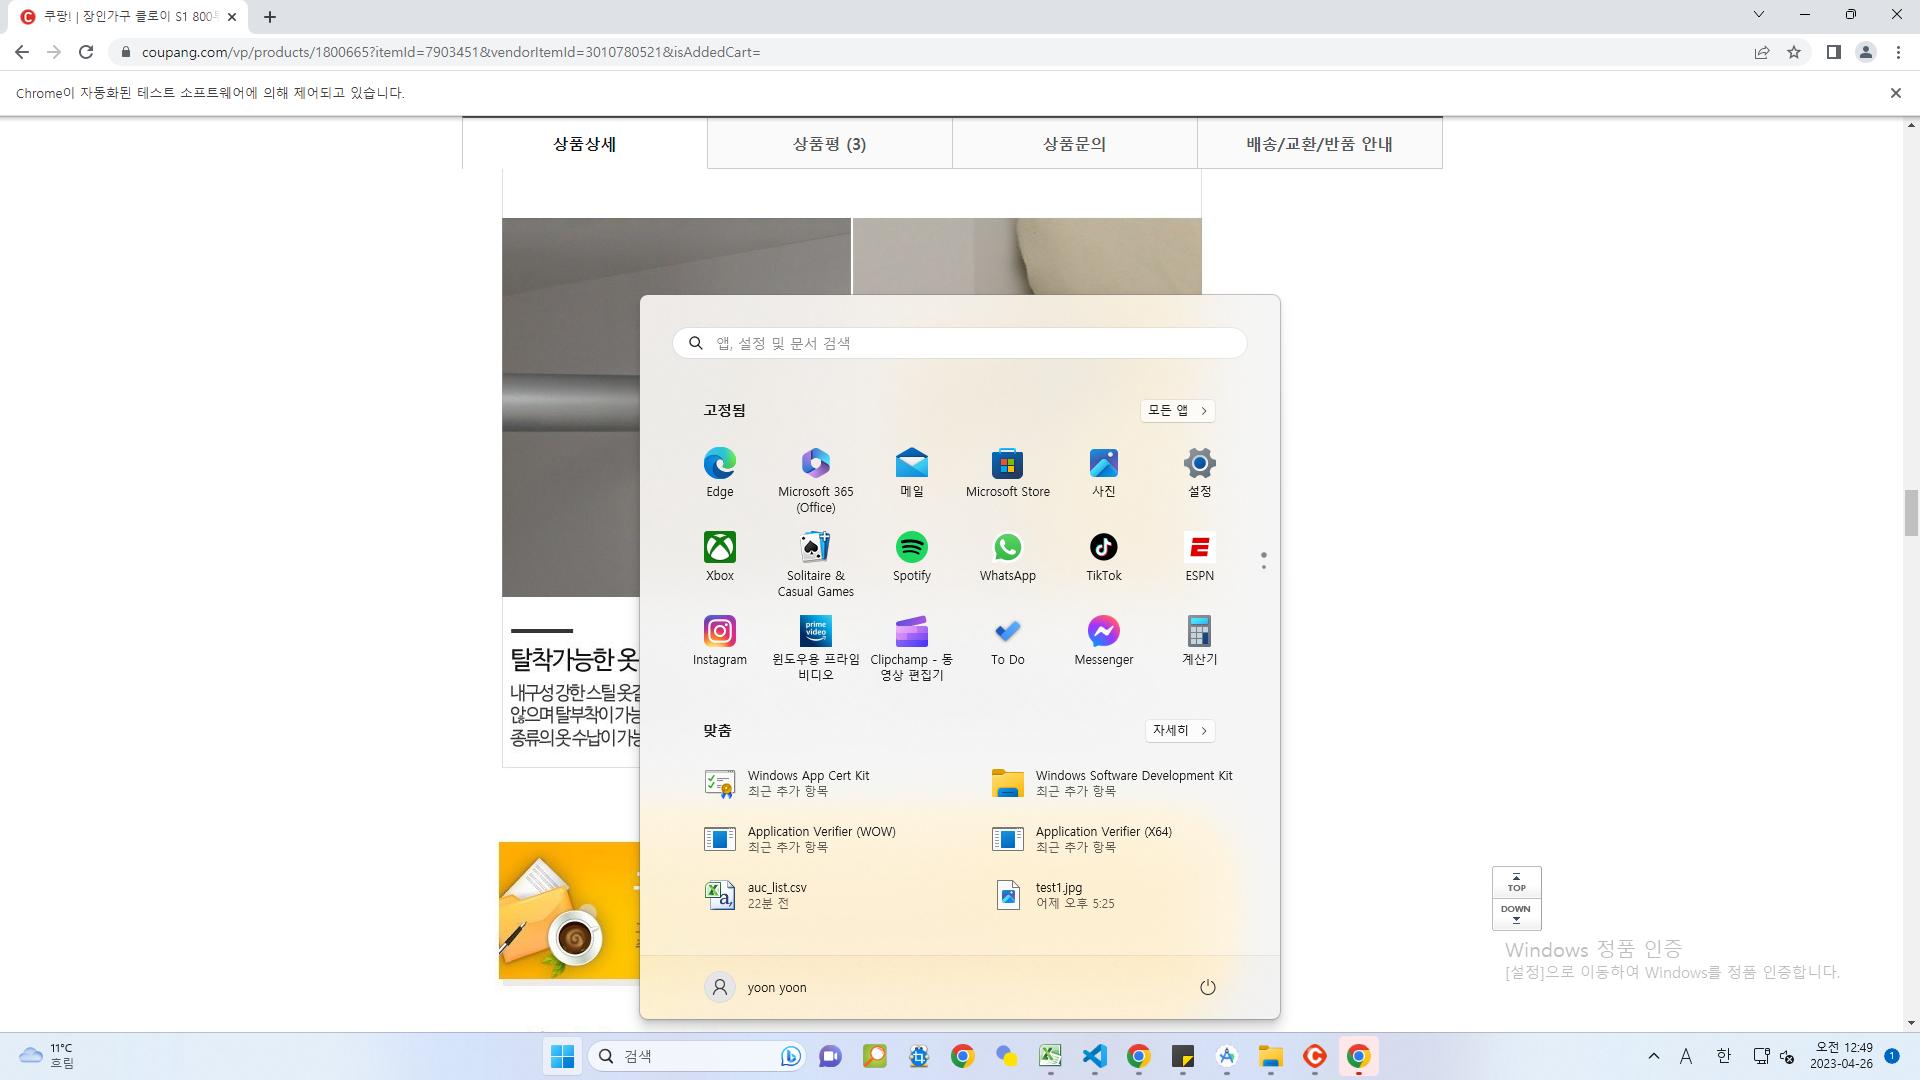 쿠팡! | 장인가구 클로이 S1 800
coupang.com/vp/products/1800665?itemId=7903451&vendorItemId=3010780521&isAddedCart=
Chrome이 자동화된 테스트 소프트웨어에 의해 제어되고 있습니다.
상품상세
상품평 (3)
상품문의
배송/교환/반품 안내
앱, 설정 및 문서 검색
고정됨
모든 앱
Edge
Microsoft 365
(Office)
메일
Microsoft Store
사진
설정
Xbox
Solitaire &
Casual Games
Spotify
WhatsApp
TikTok
ESPN
Instagram
prime
video
윈도우용 프라임
비디오
Clipchamp - 동
영상 편집기
To Do
Messenger
계산기
탈착가능한 옷
내구성 강한 스틸 옷걸
않으며 탈부착이 가능
종류의 옷 수납이 가능
맞춤
자세히
Windows App Cert Kit
최근 추가 항목
Windows Software Development Kit
최근 추가 항목
Application Verifier (WOW)
최근 추가 항목
Application Verifier (X64)
최근 추가 항목
auc_list.csv
22분 전
test1.jpg
어제 오후 5:25
TOP
DOWN
Windows 정품 인증
[설정]으로 이동하여 Windows를 정품 인증합니다.
yoon yoon
11°C
흐림
검색
A
한
오전 12:49
2023-04-26
1